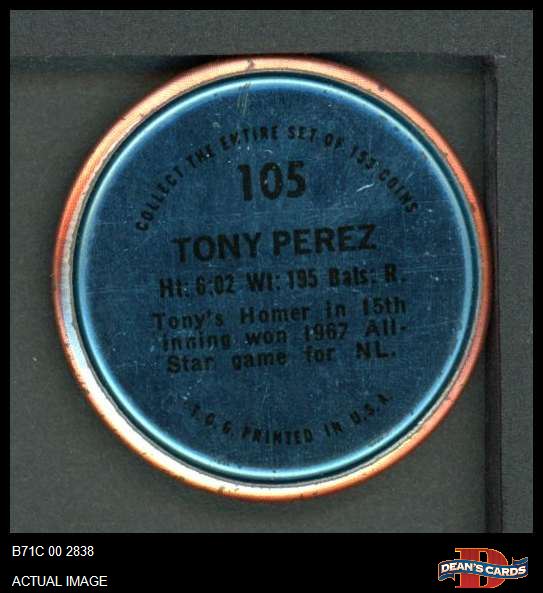 COLLECT THE ENTIRE SET OF 153 COINS
105
TONY PEREZ
Ht: 6:02 Wt: 195 Bats: R.
Tony's Homer in 15th
inning won 1967 All-
Star game for NL.
T.C.G. PRINTED IN U.S.A.
B71C 00 2838
ACTUAL IMAGE
D
DEAN'S CARDS